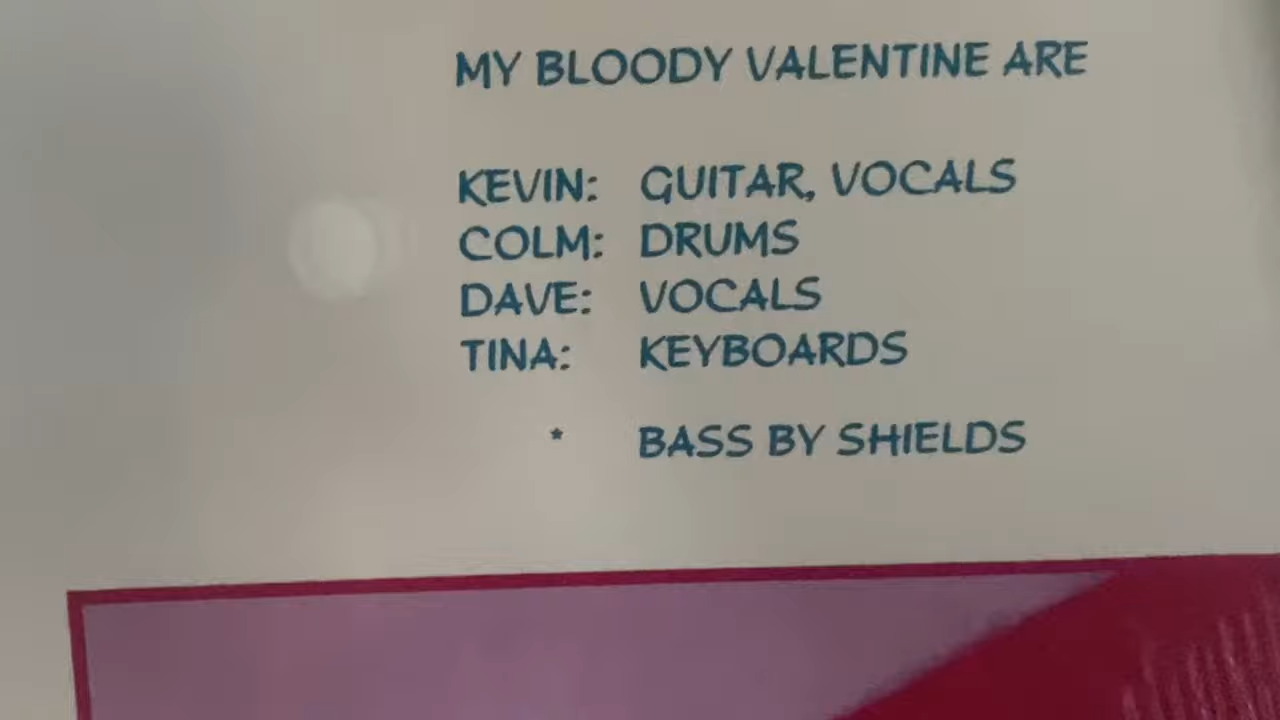 MY BLOODY VALENTINE ARE
KEVIN: GUITAR, VOCALS
COLM: DRUMS
DAVE: VOCALS
TINA: KEYBOARDS
* BASS BY SHIELDS